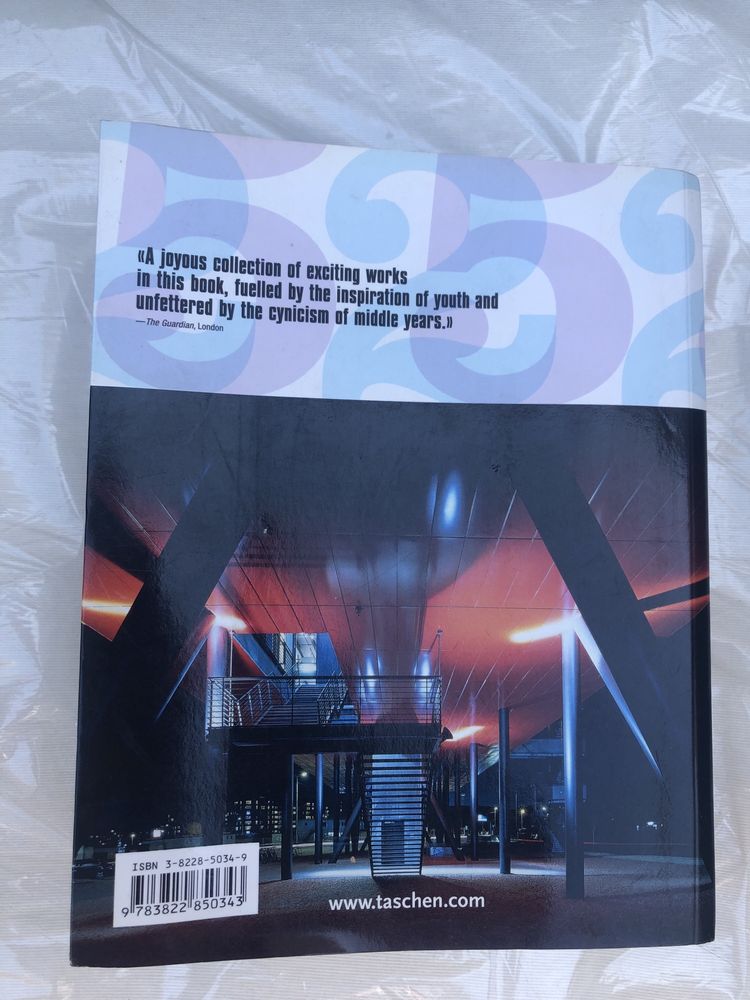 «A joyous collection of exciting works
in this book, fuelled by the inspiration of youth and
unfettered by the cynicism of middle years.»
—The Guardian, London
ISBN 3-8228-5034-9
9 783822 850343
www.taschen.com